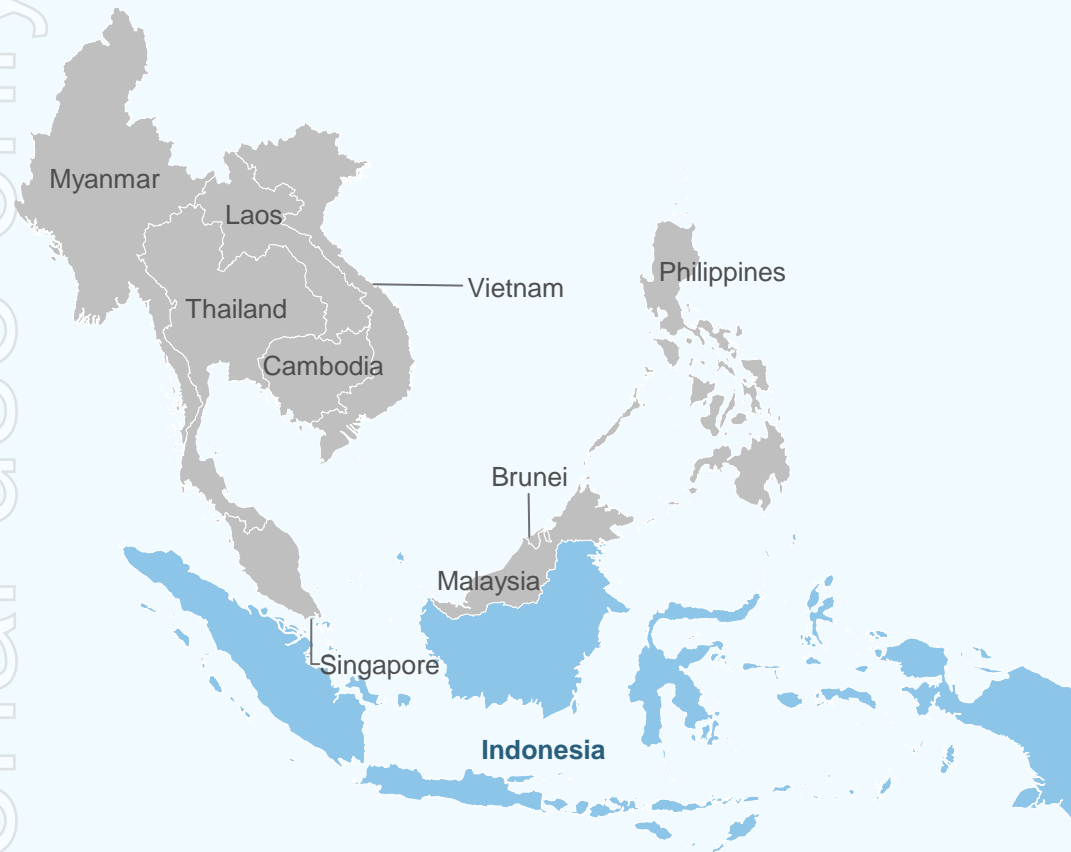 Myanmar
Laos
Philippines
Vietnam
Thailand
Cambodia
Brunei
Malaysia
Singapore
Indonesia